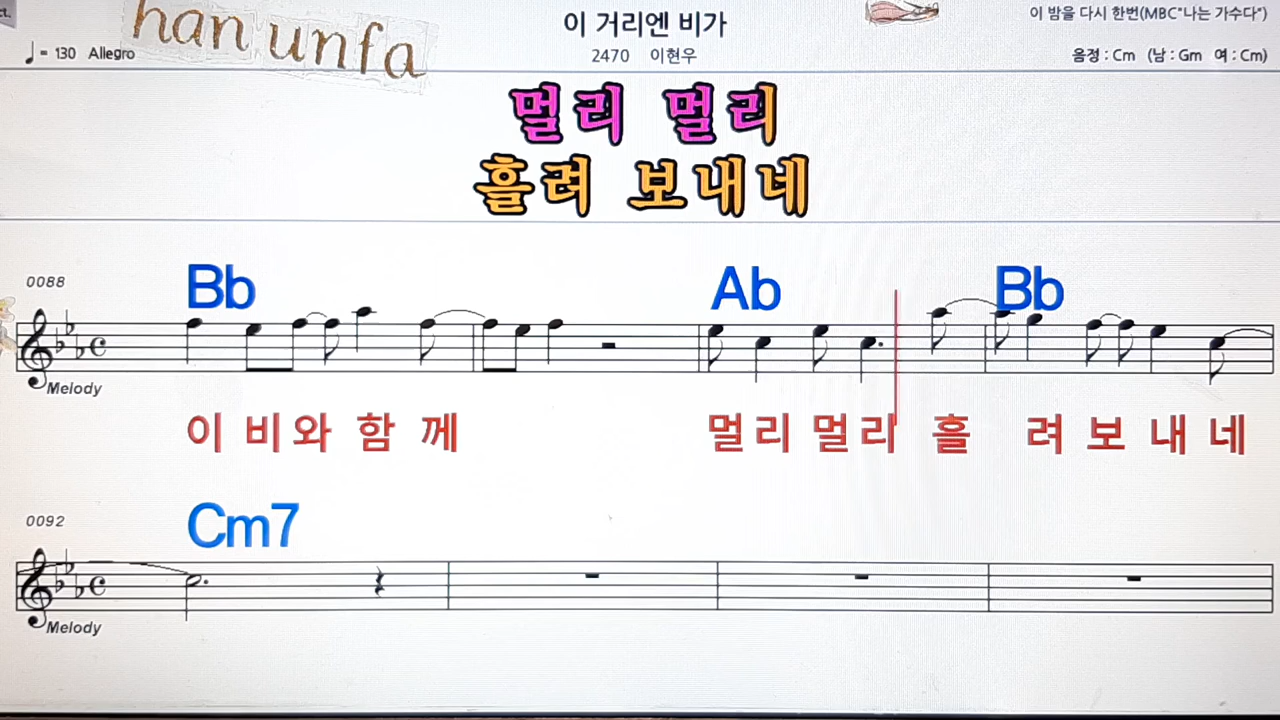 ct.
han unfa
이 거리엔 비가
이 밤을 다시 한번(MBC"나는 가수다")
♩= 130 Allegro
2470 이현우
음정 : Cm (남 : Gm 여 : Cm)
멀리 멀리
흘려 보내네
0088
Bb Ab Bb
Melody
이 비와 함 께 멀리 멀리 흘 려 보 내 네
0092
Cm7
Melody